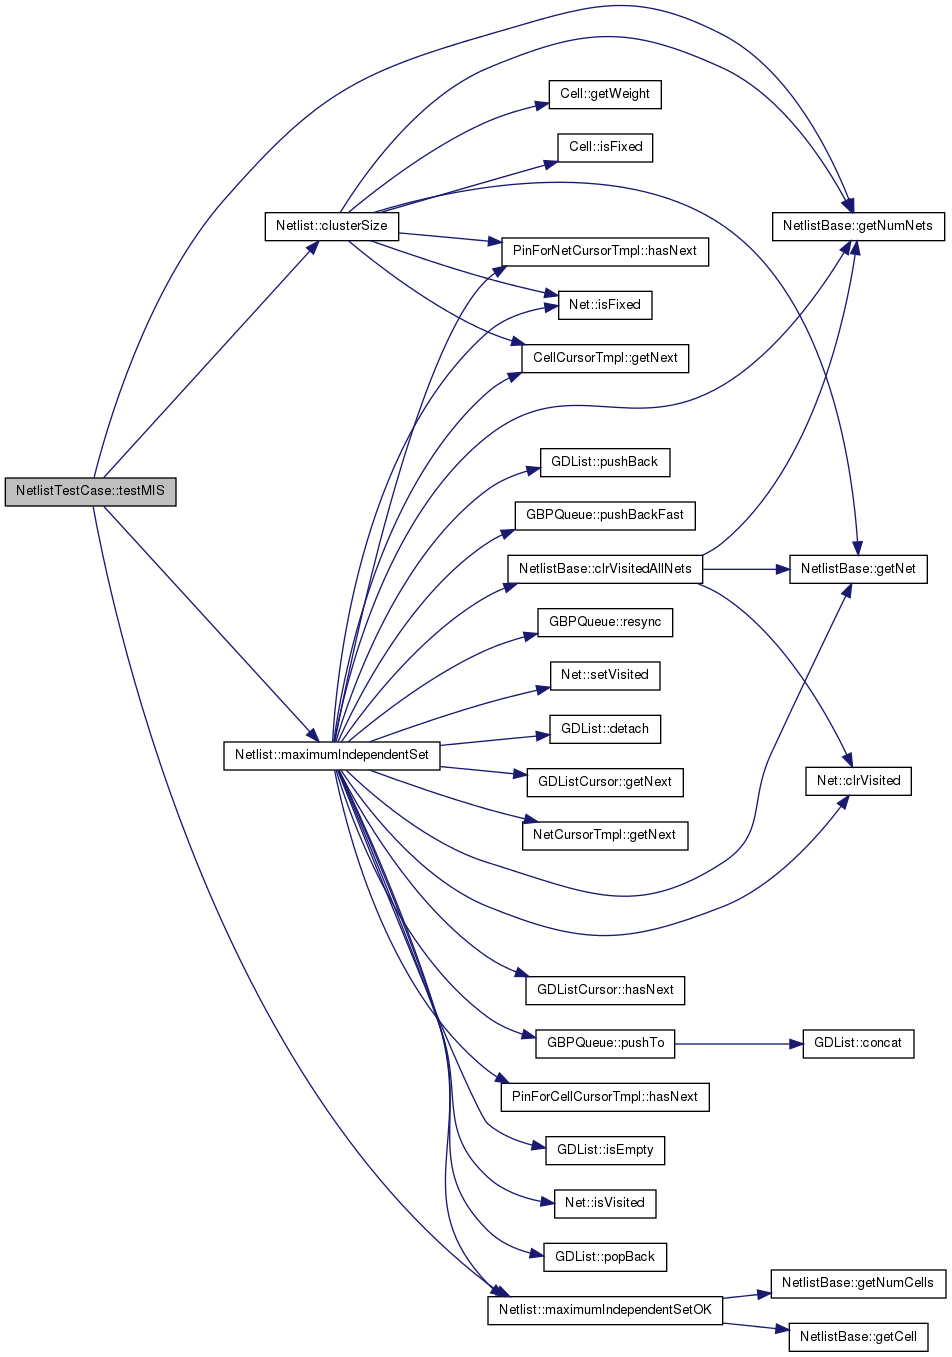 Cell::getWeight
Cell::isFixed
Netlist::clusterSize
NetlistBase::getNumNets
PinForNetCursorTmpl::hasNext
Net::isFixed
CellCursorTmpl::getNext
GDList::pushBack
NetlistTestCase::testMIS
GBPQueue::pushBackFast
NetlistBase::clrVisitedAllNets
NetlistBase::getNet
GBPQueue::resync
Net::setVisited
GDList::detach
Netlist::maximumIndependentSet
GDListCursor::getNext
Net::clrVisited
NetCursorTmpl::getNext
GDListCursor::hasNext
GBPQueue::pushTo
GDList::concat
PinForCellCursorTmpl::hasNext
GDList::isEmpty
Net::isVisited
GDList::popBack
NetlistBase::getNumCells
Netlist::maximumIndependentSetOK
NetlistBase::getCell